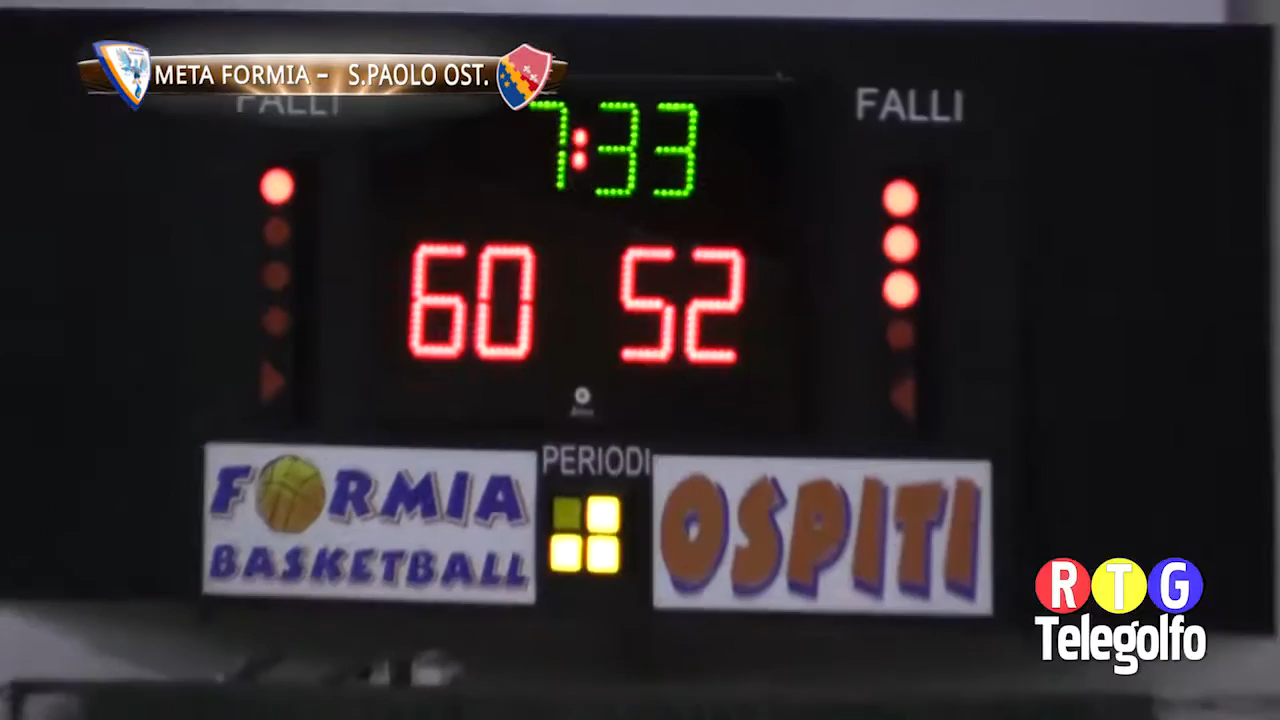 META FORMIA – S.PAOLO OST.
FALLI
FALLI
7:33
60 52
PERIODI
FORMIA
BASKETBALL
OSPITI
RTG
Telegolfo